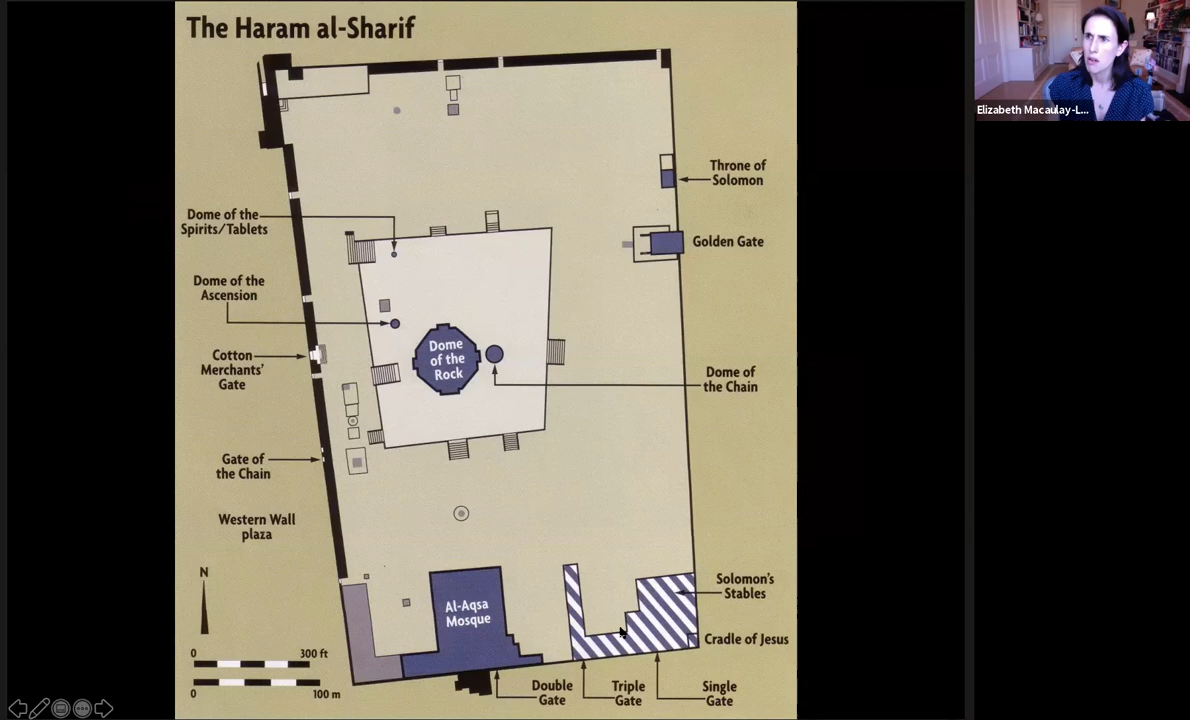 The Haram al-Sharif
Elizabeth Macaulay-L...
Throne of
Solomon
Dome of the
Spirits/Tablets
Golden Gate
Dome of the
Ascension
Cotton
Merchants'
Gate
Dome
of the
Rock
Dome of
the Chain
Gate of
the Chain
Western Wall
plaza
N
Solomon's
Stables
Al-Aqsa
Mosque
Cradle of Jesus
0 300 ft
0 100 m
Double
Gate
Triple
Gate
Single
Gate